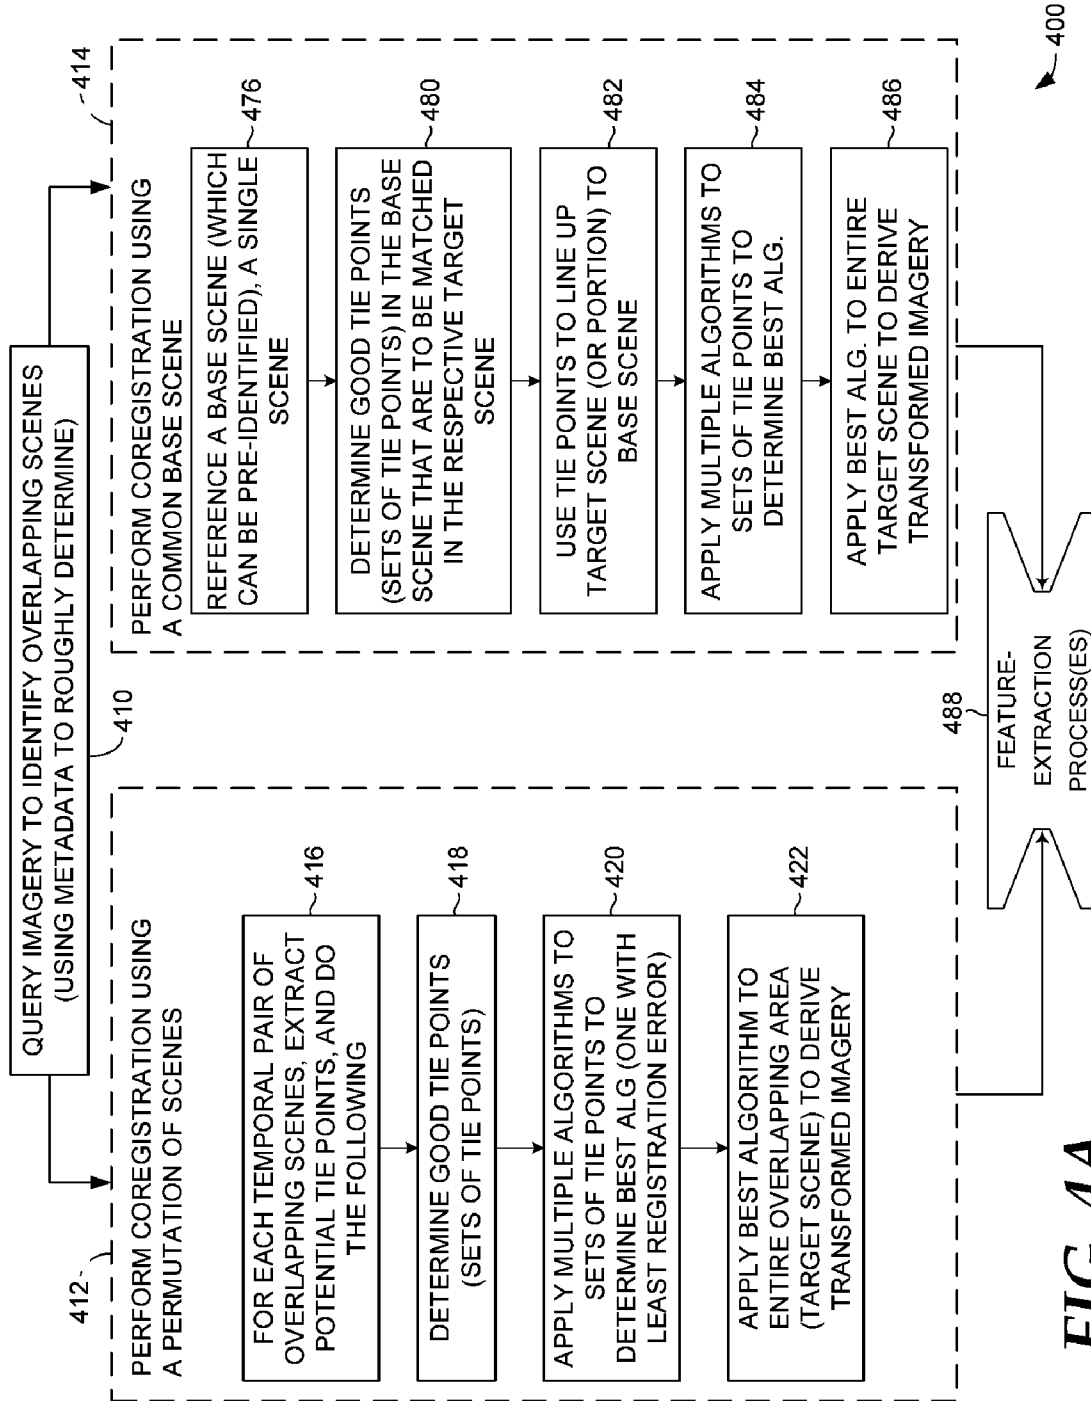 QUERY IMAGERY TO IDENTIFY OVERLAPPING SCENES
(USING METADATA TO ROUGHLY DETERMINE)
410
412
PERFORM COREGISTRATION USING
A PERMUTATION OF SCENES
FOR EACH TEMPORAL PAIR OF
OVERLAPPING SCENES, EXTRACT
POTENTIAL TIE POINTS, AND DO
THE FOLLOWING
416
DETERMINE GOOD TIE POINTS
(SETS OF TIE POINTS)
418
APPLY MULTIPLE ALGORITHMS TO
SETS OF TIE POINTS TO
DETERMINE BEST ALG (ONE WITH
LEAST REGISTRATION ERROR)
420
APPLY BEST ALGORITHM TO
ENTIRE OVERLAPPING AREA
(TARGET SCENE) TO DERIVE
TRANSFORMED IMAGERY
422
414
PERFORM COREGISTRATION USING
A COMMON BASE SCENE
REFERENCE A BASE SCENE (WHICH
CAN BE PRE-IDENTIFIED), A SINGLE
SCENE
476
DETERMINE GOOD TIE POINTS
(SETS OF TIE POINTS) IN THE BASE
SCENE THAT ARE TO BE MATCHED
IN THE RESPECTIVE TARGET
SCENE
480
USE TIE POINTS TO LINE UP
TARGET SCENE (OR PORTION) TO
BASE SCENE
482
APPLY MULTIPLE ALGORITHMS TO
SETS OF TIE POINTS TO
DETERMINE BEST ALG.
484
APPLY BEST ALG. TO ENTIRE
TARGET SCENE TO DERIVE
TRANSFORMED IMAGERY
486
488
FEATURE-
EXTRACTION
PROCESS(ES)
400
FIG. 4A